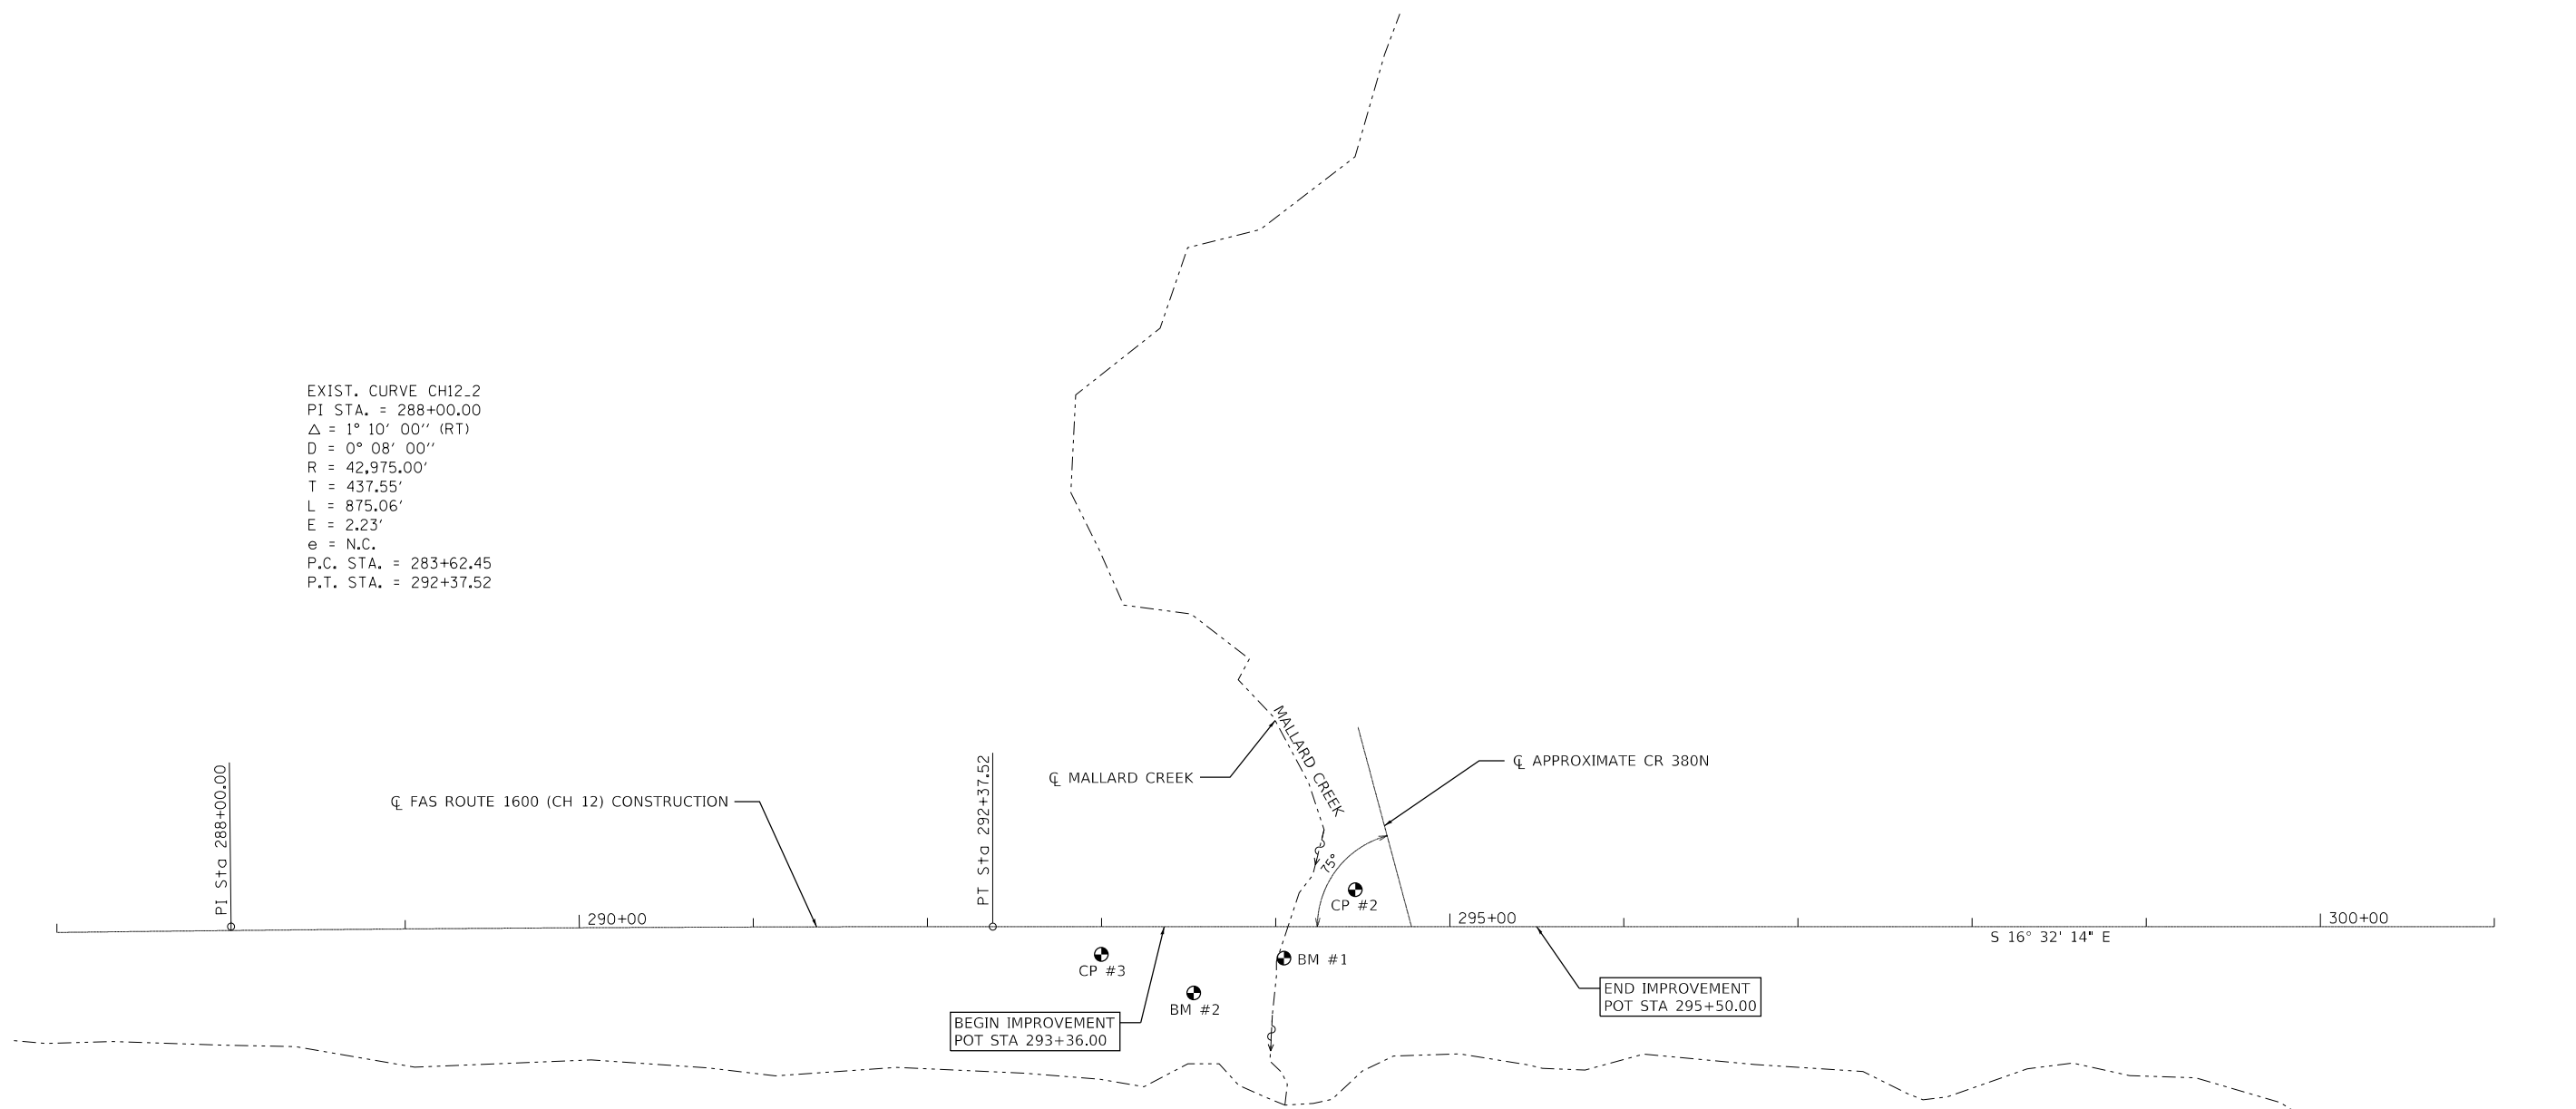 EXIST. CURVE CH12_2
PI STA. = 288+00.00
△ = 1° 10' 00'' (RT)
D = 0° 08' 00''
R = 42,975.00'
T = 437.55'
L = 875.06'
E = 2.23'
e = N.C.
P.C. STA. = 283+62.45
P.T. STA. = 292+37.52
MALLARD CREEK
℄ MALLARD CREEK
℄ APPROXIMATE CR 380N
℄ FAS ROUTE 1600 (CH 12) CONSTRUCTION
PI Sta 288+00.00
PT Sta 292+37.52
75°
CP #2
290+00
295+00
300+00
S 16° 32' 14" E
CP #3
BM #1
BM #2
BEGIN IMPROVEMENT
POT STA 293+36.00
END IMPROVEMENT
POT STA 295+50.00